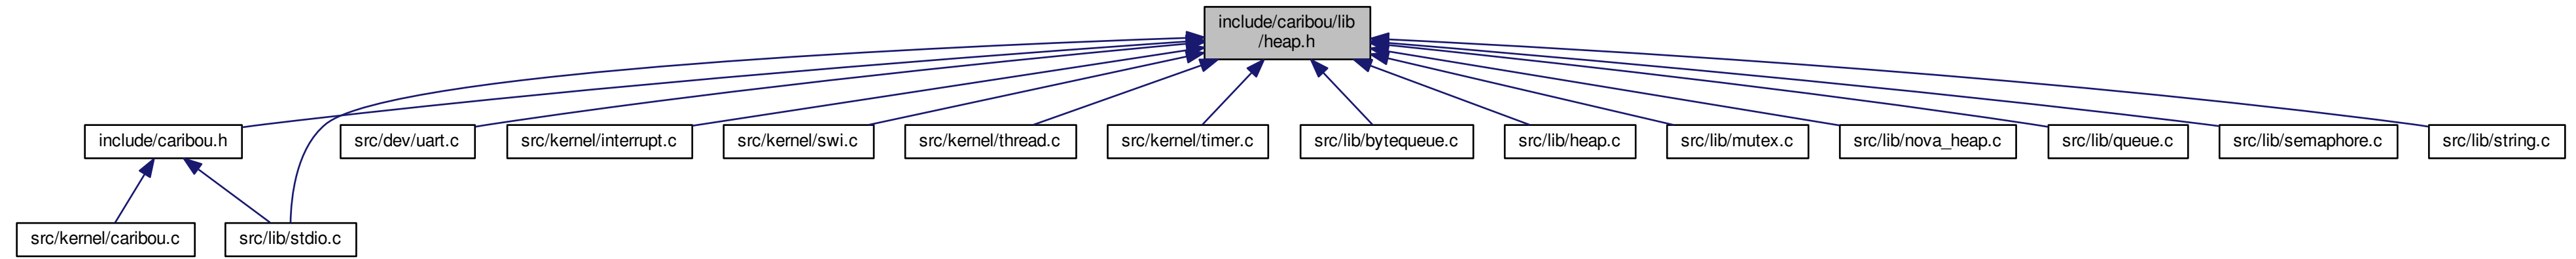 include/caribou/lib
/heap.h
include/caribou.h
src/dev/uart.c
src/kernel/interrupt.c
src/kernel/swi.c
src/kernel/thread.c
src/kernel/timer.c
src/lib/bytequeue.c
src/lib/heap.c
src/lib/mutex.c
src/lib/nova_heap.c
src/lib/queue.c
src/lib/semaphore.c
src/lib/string.c
src/kernel/caribou.c
src/lib/stdio.c